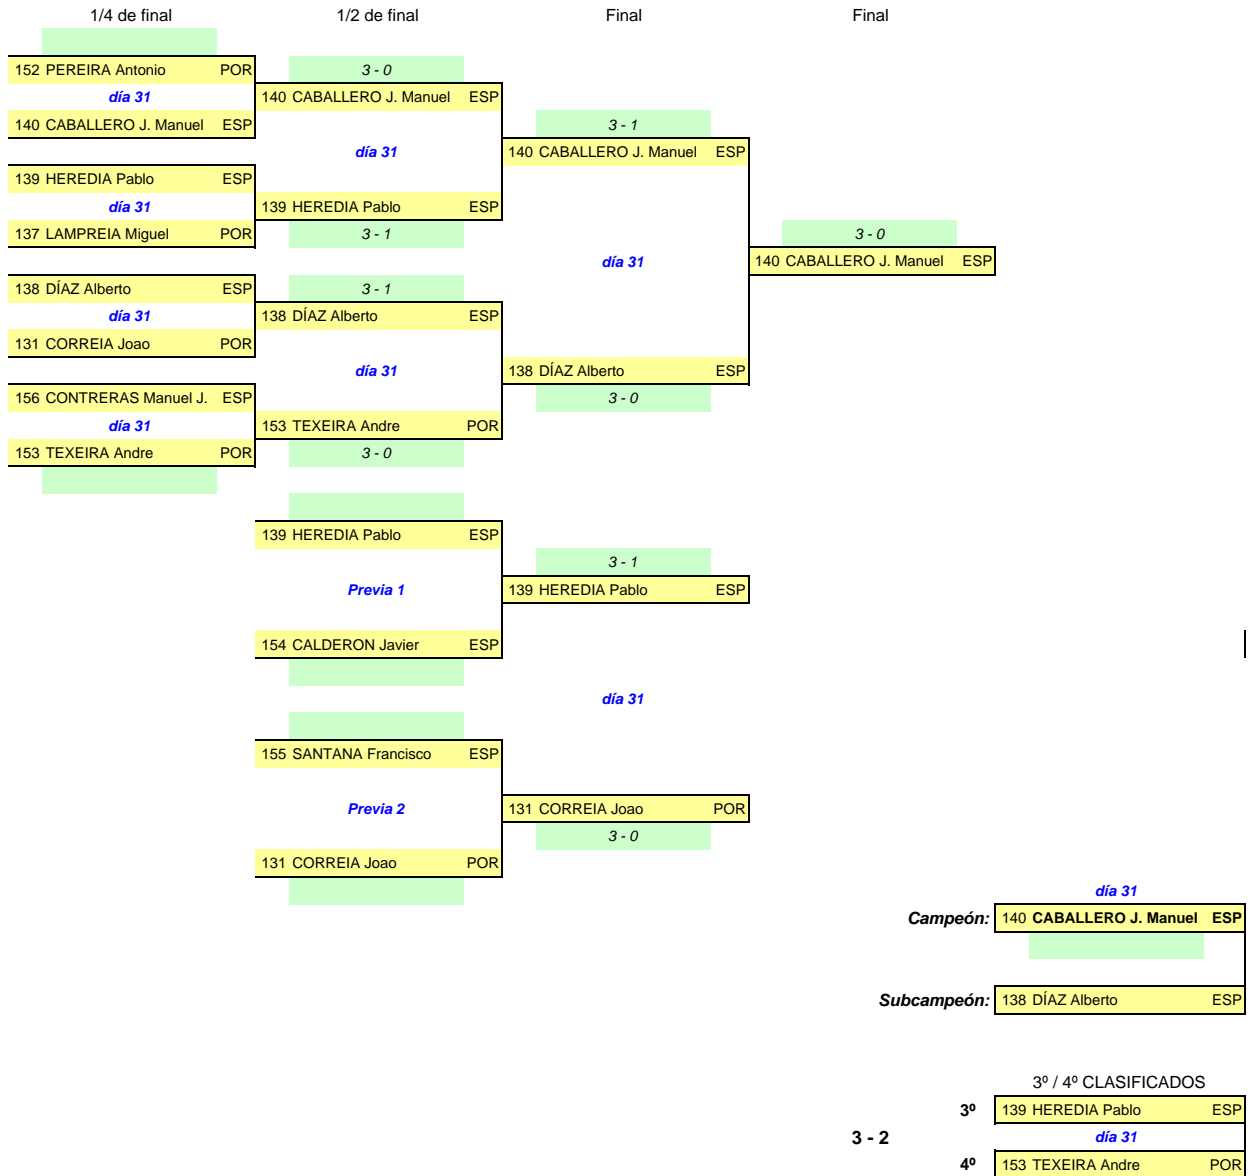 1/4 de final 1/2 de final Final Final
152 PEREIRA Antonio POR 3 - 0
día 31 140 CABALLERO J. Manuel ESP
140 CABALLERO J. Manuel ESP 3 - 1
día 31 140 CABALLERO J. Manuel ESP
139 HEREDIA Pablo ESP
día 31 139 HEREDIA Pablo ESP
137 LAMPREIA Miguel POR 3 - 1 3 - 0
día 31 140 CABALLERO J. Manuel ESP
138 DÍAZ Alberto ESP 3 - 1
día 31 138 DÍAZ Alberto ESP
131 CORREIA Joao POR
día 31 138 DÍAZ Alberto ESP
156 CONTRERAS Manuel J. ESP 3 - 0
día 31 153 TEXEIRA Andre POR
153 TEXEIRA Andre POR 3 - 0
139 HEREDIA Pablo ESP
3 - 1
Previa 1 139 HEREDIA Pablo ESP
154 CALDERON Javier ESP
día 31
155 SANTANA Francisco ESP
Previa 2 131 CORREIA Joao POR
3 - 0
131 CORREIA Joao POR
día 31
Campeón: 140 CABALLERO J. Manuel ESP
Subcampeón: 138 DÍAZ Alberto ESP
3º / 4º CLASIFICADOS
3º 139 HEREDIA Pablo ESP
3 - 2 día 31
4º 153 TEXEIRA Andre POR